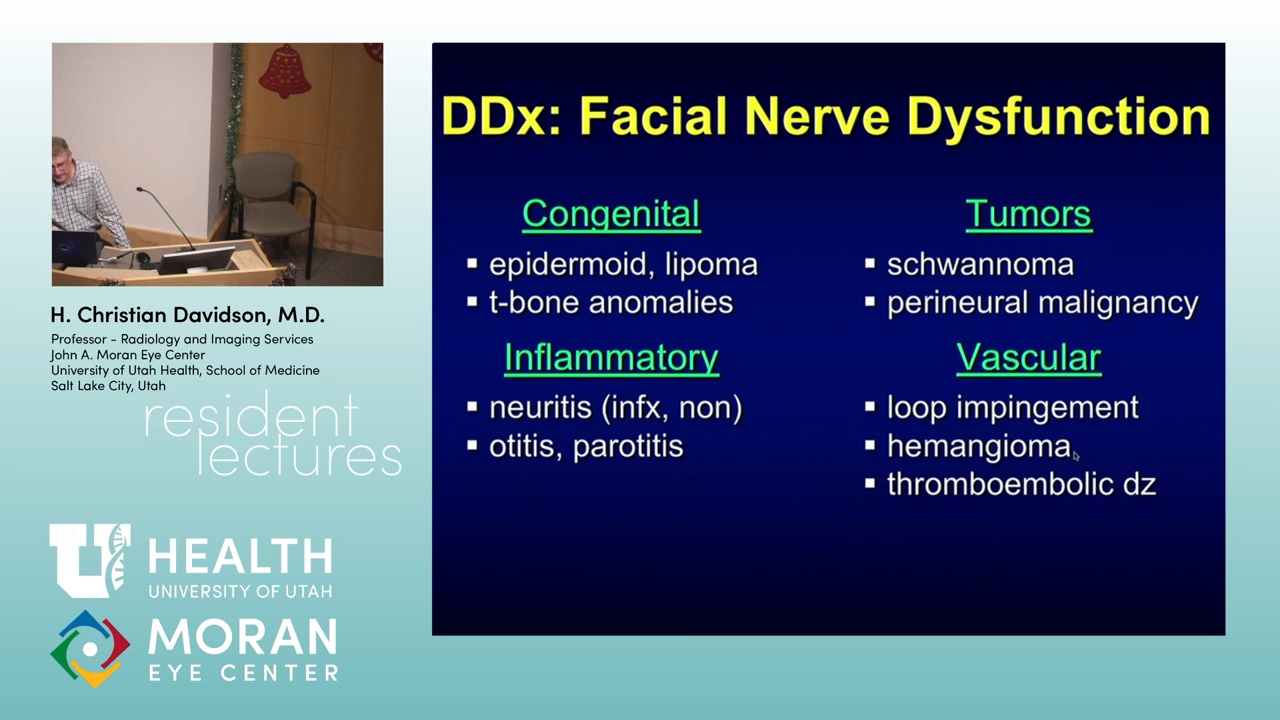 DDx: Facial Nerve Dysfunction
Congenital
▪ epidermoid, lipoma
▪ t-bone anomalies
Inflammatory
▪ neuritis (infx, non)
▪ otitis, parotitis
Tumors
▪ schwannoma
▪ perineural malignancy
Vascular
▪ loop impingement
▪ hemangioma
▪ thromboembolic dz
H. Christian Davidson, M.D.
Professor - Radiology and Imaging Services
John A. Moran Eye Center
University of Utah Health, School of Medicine
Salt Lake City, Utah
resident
lectures
U HEALTH
UNIVERSITY OF UTAH
MORAN
EYE CENTER